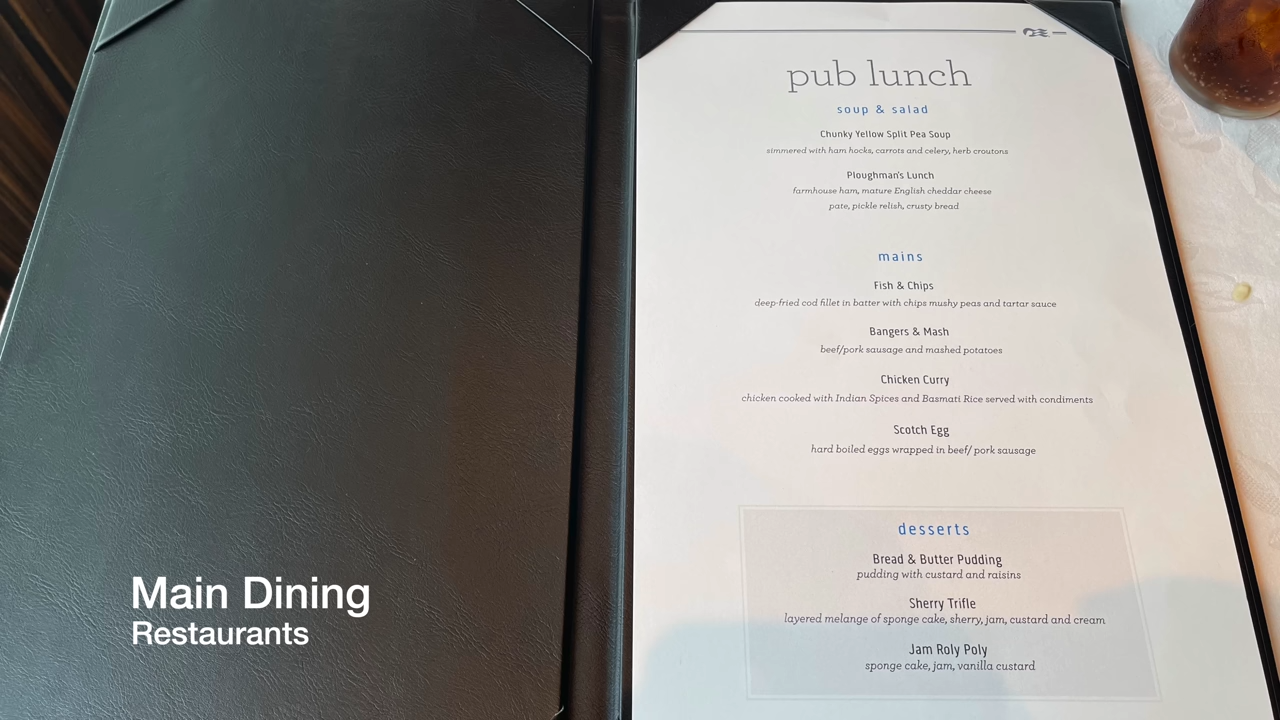 pub lunch
soup & salad
Chunky Yellow Split Pea Soup
simmered with ham hocks, carrots and celery, herb croutons
Ploughman's Lunch
farmhouse ham, mature English cheddar cheese
pate, pickle relish, crusty bread
mains
Fish & Chips
deep-fried cod fillet in batter with chips mushy peas and tartar sauce
Bangers & Mash
beef/pork sausage and mashed potatoes
Chicken Curry
chicken cooked with Indian Spices and Basmati Rice served with condiments
Scotch Egg
hard boiled eggs wrapped in beef/ pork sausage
desserts
Bread & Butter Pudding
pudding with custard and raisins
Sherry Trifle
layered melange of sponge cake, sherry, jam, custard and cream
Jam Roly Poly
sponge cake, jam, vanilla custard
Main Dining
Restaurants